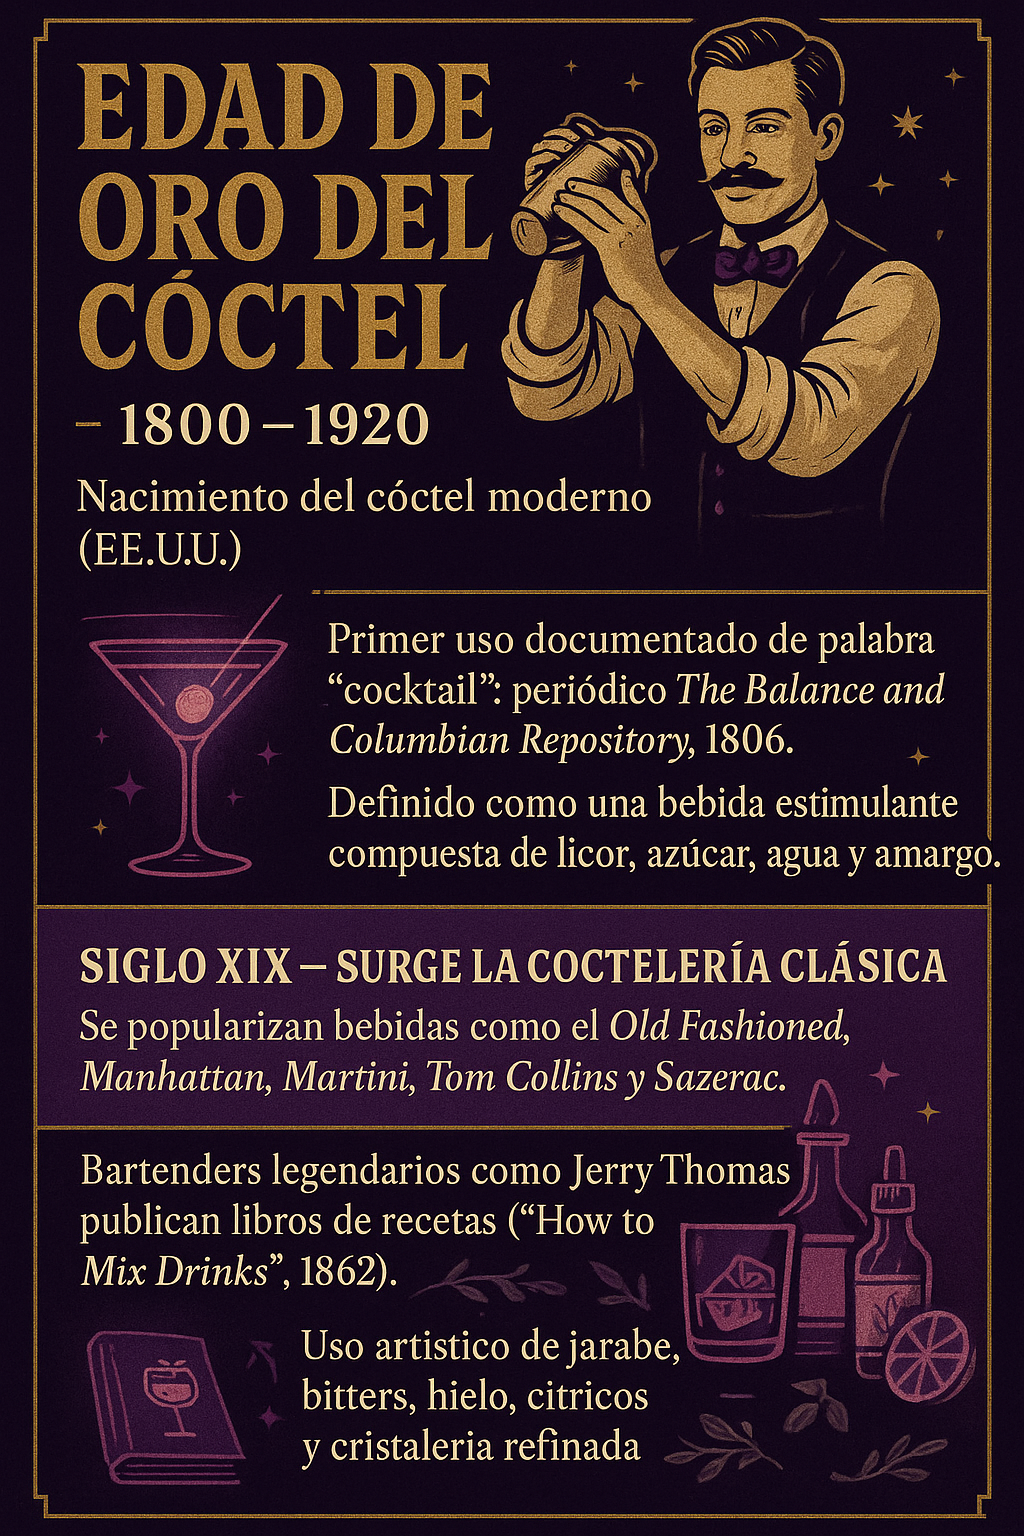 EDAD DE
ORO DEL
CÓCTEL
– 1800 – 1920
Nacimiento del cóctel moderno
(EE.U.U.)
Primer uso documentado de palabra
“cocktail”: periódico The Balance and
Columbian Repository, 1806.
Definido como una bebida estimulante
compuesta de licor, azúcar, agua y amargo.
SIGLO XIX – SURGE LA COCTELERÍA CLÁSICA
Se popularizan bebidas como el Old Fashioned,
Manhattan, Martini, Tom Collins y Sazerac.
Bartenders legendarios como Jerry Thomas
publican libros de recetas (“How to
Mix Drinks”, 1862).
Uso artistico de jarabe,
bitters, hielo, citricos
y cristaleria refinada